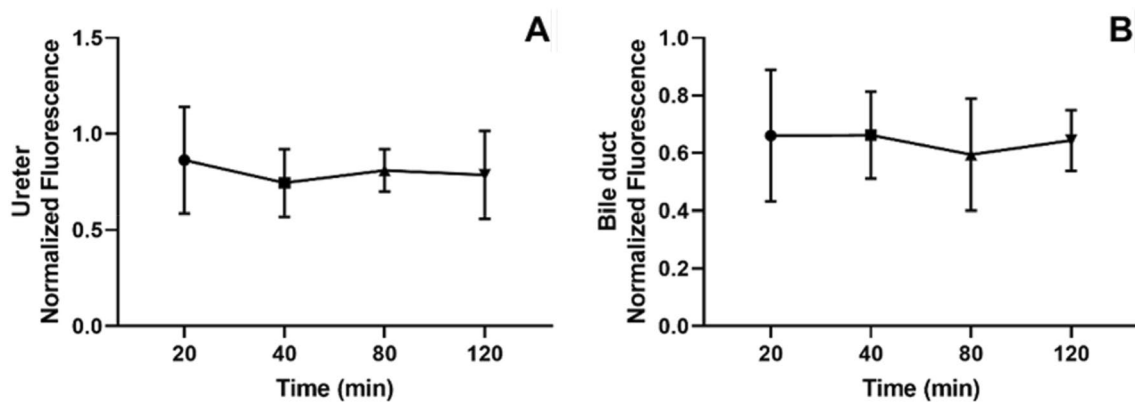 A
Ureter
Normalized Fluorescence
1.5
1.0
0.5
0.0
20 40 80 120
Time (min)
B
Bile duct
Normalized Fluorescence
1.0
0.8
0.6
0.4
0.2
0.0
20 40 80 120
Time (min)